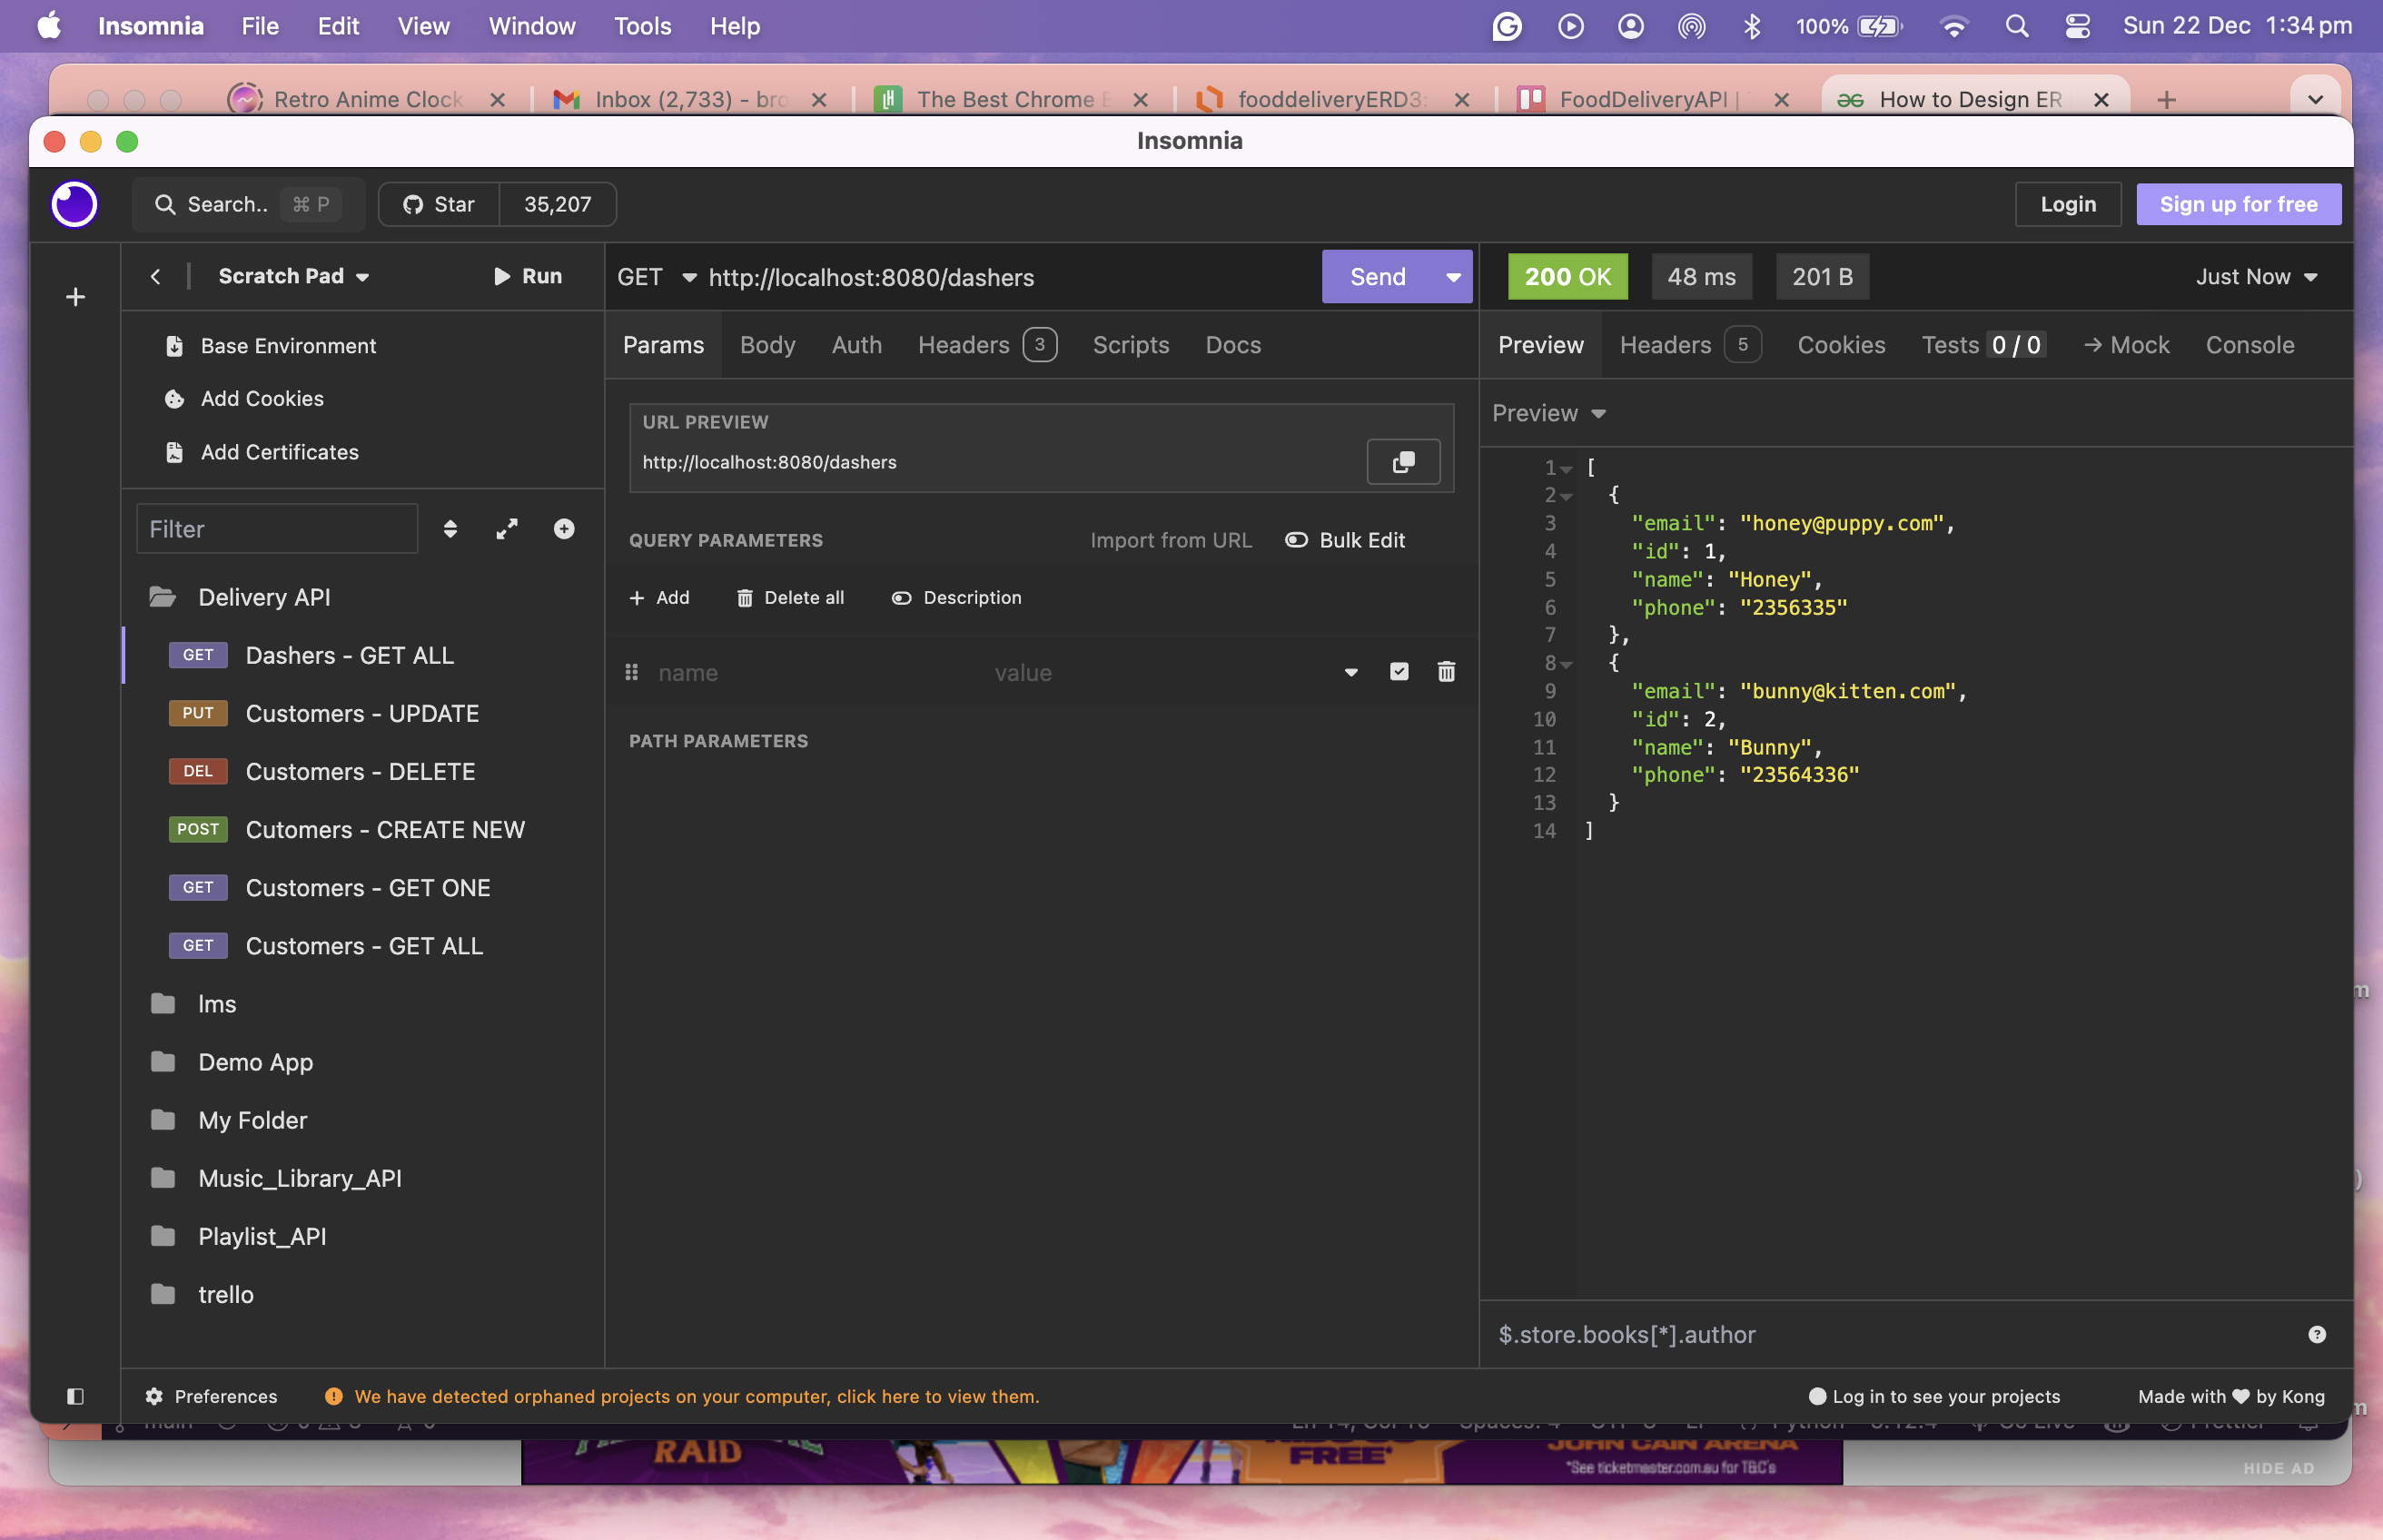 Insomnia File Edit View Window Tools Help 100% Sun 22 Dec 1:34 pm
Retro Anime Clock Inbox (2,733) - bro The Best Chrome E fooddeliveryERD3: FoodDeliveryAPI | How to Design ER
Insomnia
Search.. ⌘ P Star 35,207 Login Sign up for free
Scratch Pad Run GET http://localhost:8080/dashers Send 200 OK 48 ms 201 B Just Now
Base Environment
Add Cookies
Add Certificates
Filter
Delivery API
GET Dashers - GET ALL
PUT Customers - UPDATE
DEL Customers - DELETE
POST Cutomers - CREATE NEW
GET Customers - GET ONE
GET Customers - GET ALL
lms
Demo App
My Folder
Music_Library_API
Playlist_API
trello
Params Body Auth Headers 3 Scripts Docs
URL PREVIEW
http://localhost:8080/dashers
QUERY PARAMETERS Import from URL Bulk Edit
+ Add Delete all Description
name value
PATH PARAMETERS
Preview Headers 5 Cookies Tests 0 / 0 → Mock Console
Preview
1 [
2 {
3 "email": "honey@puppy.com",
4 "id": 1,
5 "name": "Honey",
6 "phone": "2356335"
7 },
8 {
9 "email": "bunny@kitten.com",
10 "id": 2,
11 "name": "Bunny",
12 "phone": "23564336"
13 }
14 ]
$.store.books[*].author
Preferences We have detected orphaned projects on your computer, click here to view them. Log in to see your projects Made with ♥ by Kong
RAID FREE* JOHN CAIN ARENA
*See ticketmaster.com.au for T&C's
HIDE AD